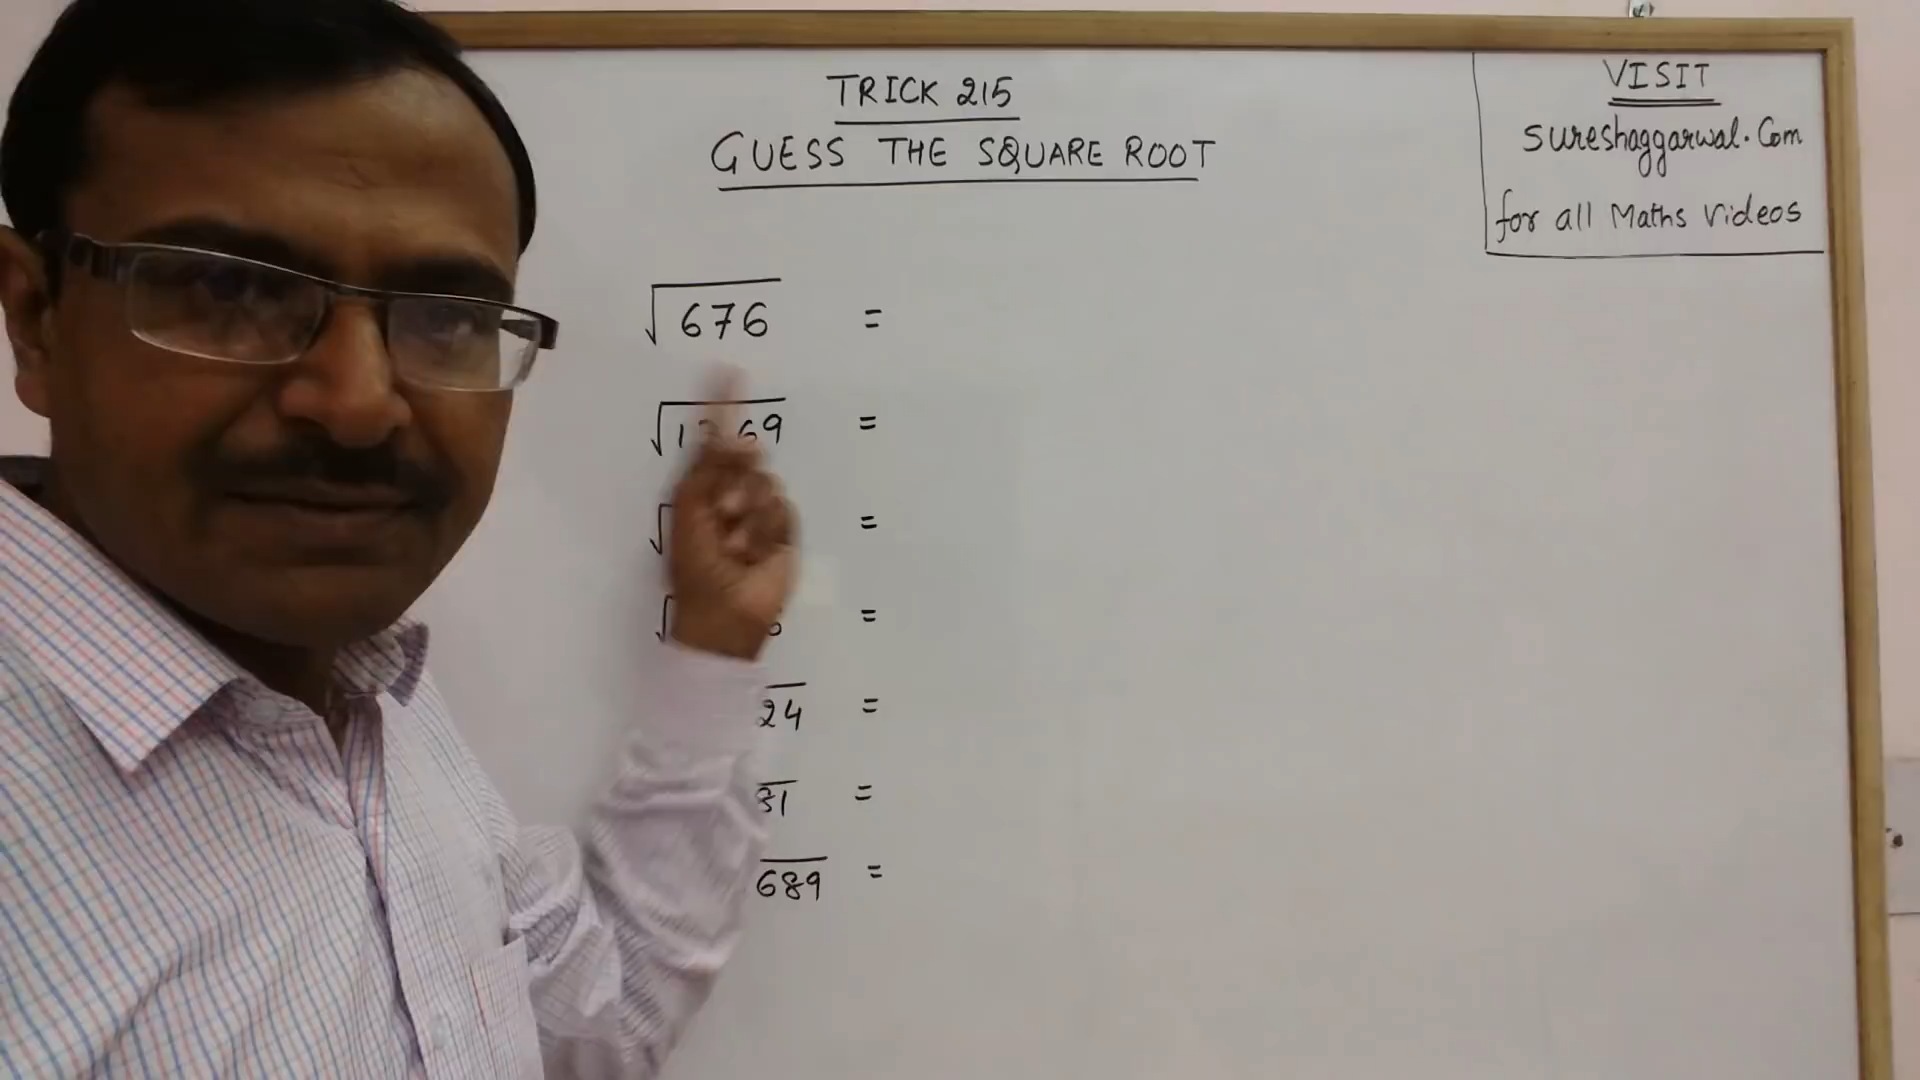 TRICK 215
GUESS THE SQUARE ROOT
VISIT
sureshaggarwal.com
for all Maths Videos
√676 =
=
=
=
24 =
31 =
689 =